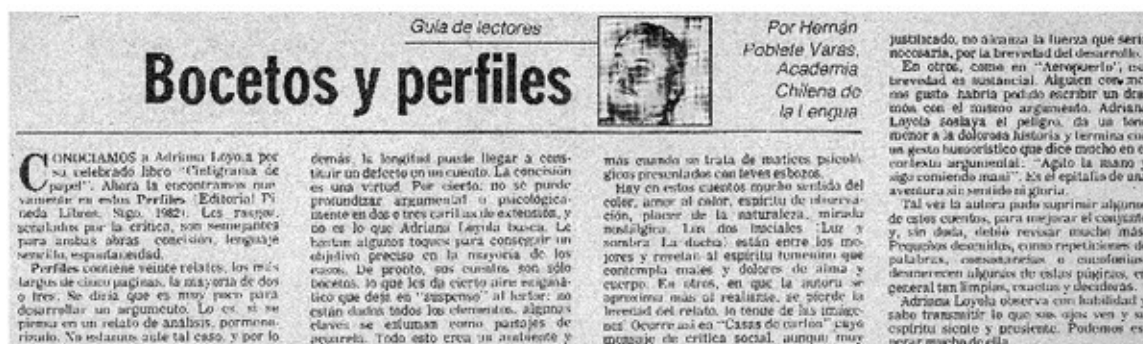 Guía de lectores
Bocetos y perfiles
Por Hernán
Poblete Varas,
Academia
Chilena de
la Lengua
CONOCIAMOS a Adriana Loyola por
su celebrado libro "Cintigrama de
papel". Ahora la encontramos nue-
vamente en estos Perfiles (Editorial Pi-
neda Libros, Stgo, 1982). Los rasgos,
señalados por la crítica, son semejantes
para ambas obras: concisión, lenguaje
sencillo, espontaneidad.
Perfiles contiene veinte relatos, los más
largos de cinco páginas, la mayoría de dos
o tres. Se diría que es muy poco para
desarrollar un argumento. Lo es, si se
piensa en un relato de análisis, pormeno-
rizado. No estamos ante tal caso, y por lo
demás, la longitud puede llegar a cons-
tituir un defecto en un cuento. La concisión
es una virtud. Por cierto, no se puede
profundizar argumental o psicológica-
mente en dos o tres carillas de extensión, y
no es lo que Adriana Loyola busca. Le
bastan algunos toques para conseguir un
objetivo preciso en la mayoría de los
casos. De pronto, sus cuentos son sólo
bocetos, lo que les da cierto aire enigmá-
tico que deja en "suspenso" al lector: no
están dados todos los elementos, algunas
claves se esfuman como paisajes de
acuarela. Todo esto crea un ambiente y
más cuando se trata de matices psicoló-
gicos presentados con leves esbozos.
Hay en estos cuentos mucho sentido del
color, amor al color, espíritu de observa-
ción, placer de la naturaleza, mirada
nostálgica. Los dos iniciales (Luz y
sombra, La ducha) están entre los me-
jores y revelan al espíritu femenino que
contempla males y dolores de alma y
cuerpo. En otros, en que la autora se
aproxima más al realismo, se pierde la
levedad del relato, lo tenue de las imáge-
nes. Ocurre así en "Casas de cartón" cuyo
mensaje de crítica social, aunque muy
justificado, no alcanza la fuerza que sería
necesaria, por la brevedad del desarrollo.
En otros, como en "Aeropuerto", esa
brevedad es sustancial. Alguien con me-
nos gusto habría podido escribir un dra-
món con el mismo argumento. Adriana
Loyola soslaya el peligro, da un tono
menor a la dolorosa historia y termina con
un gesto humorístico que dice mucho en el
contexto argumental: "Agito la mano y
sigo comiendo maní". Es el epitafio de una
aventura sin sentido ni gloria.
Tal vez la autora pudo suprimir alguno
de estos cuentos, para mejorar el conjunto
y, sin duda, debió revisar mucho más.
Pequeños descuidos, como repeticiones de
palabras, consonancias o cacofonías
desmerecen algunas de estas páginas, en
general tan limpias, exactas y decidoras.
Adriana Loyola observa con habilidad y
sabe transmitir lo que sus ojos ven y su
espíritu siente y presiente. Podemos es-
perar mucho de ella.